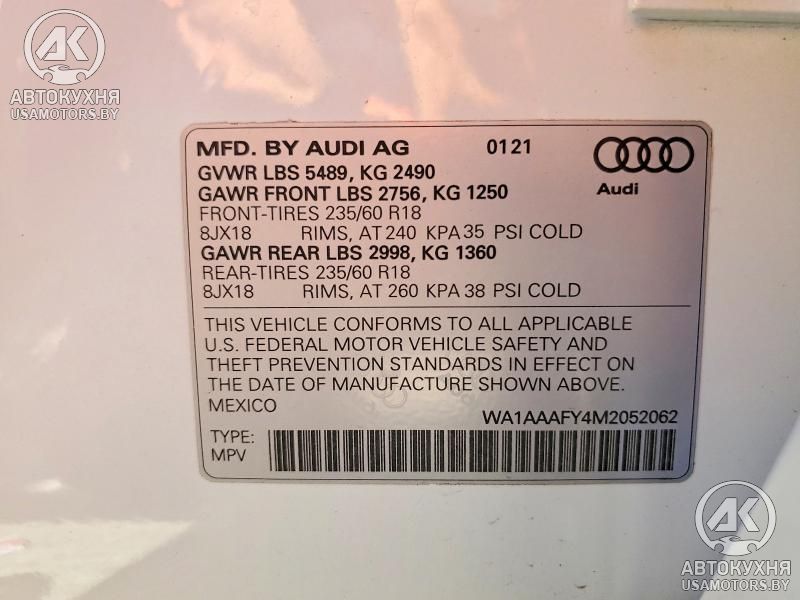 AK
АВТОКУХНЯ
USAMOTORS.BY
MFD. BY AUDI AG 0121
GVWR LBS 5489, KG 2490
GAWR FRONT LBS 2756, KG 1250
Audi
FRONT-TIRES 235/60 R18
8JX18 RIMS, AT 240 KPA 35 PSI COLD
GAWR REAR LBS 2998, KG 1360
REAR-TIRES 235/60 R18
8JX18 RIMS, AT 260 KPA 38 PSI COLD
THIS VEHICLE CONFORMS TO ALL APPLICABLE
U.S. FEDERAL MOTOR VEHICLE SAFETY AND
THEFT PREVENTION STANDARDS IN EFFECT ON
THE DATE OF MANUFACTURE SHOWN ABOVE.
MEXICO WA1AAAFY4M2052062
TYPE:
MPV
AK
АВТОКУХНЯ
USAMOTORS.BY